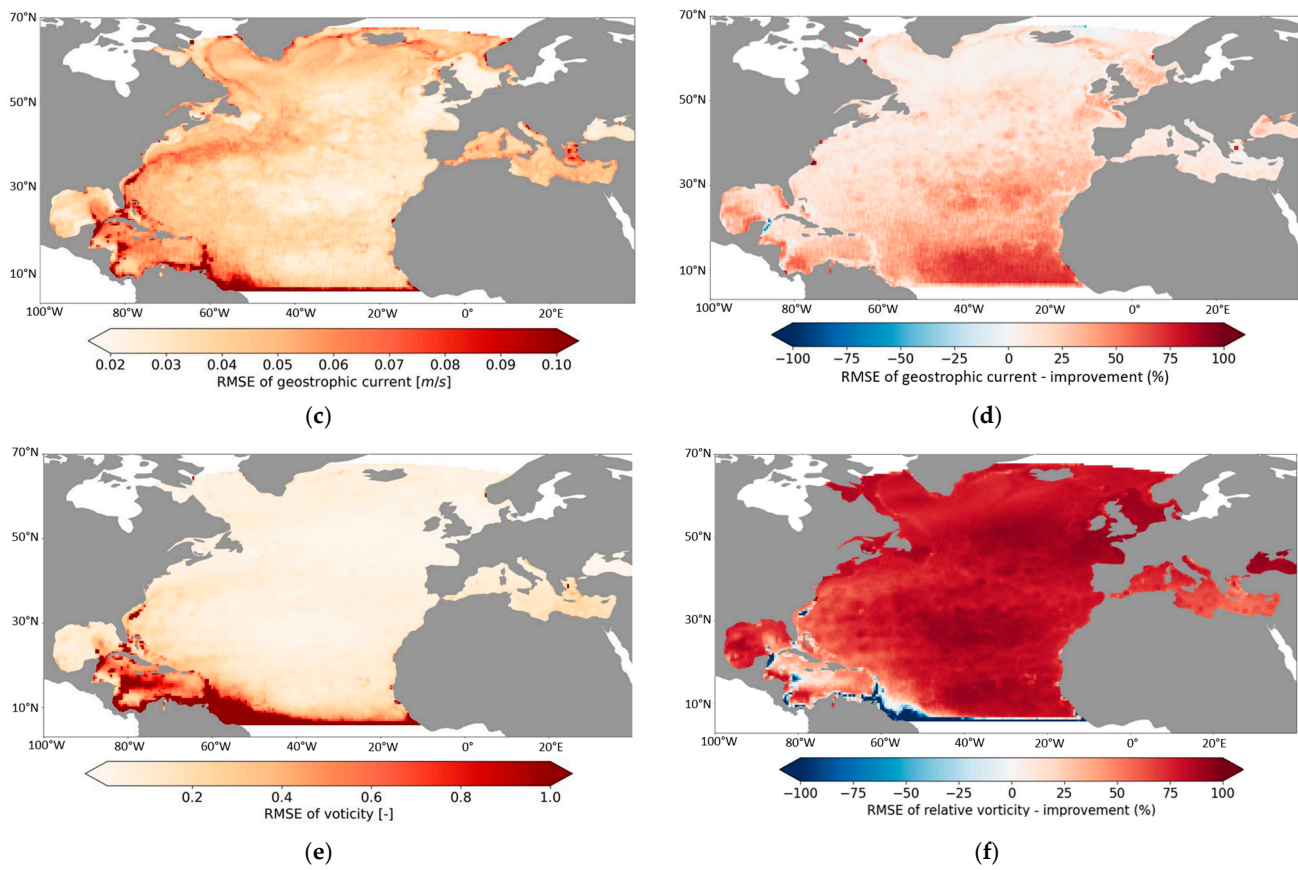 70°N
50°N
30°N
10°N
100°W 80°W 60°W 40°W 20°W 0° 20°E
0.02 0.03 0.04 0.05 0.06 0.07 0.08 0.09 0.10
RMSE of geostrophic current [m/s]
(c)
70°N
50°N
30°N
10°N
100°W 80°W 60°W 40°W 20°W 0° 20°E
−100 −75 −50 −25 0 25 50 75 100
RMSE of geostrophic current - improvement (%)
(d)
70°N
50°N
30°N
10°N
100°W 80°W 60°W 40°W 20°W 0° 20°E
0.2 0.4 0.6 0.8 1.0
RMSE of voticity [-]
(e)
70°N
50°N
30°N
10°N
100°W 80°W 60°W 40°W 20°W 0° 20°E
−100 −75 −50 −25 0 25 50 75 100
RMSE of relative vorticity - improvement (%)
(f)